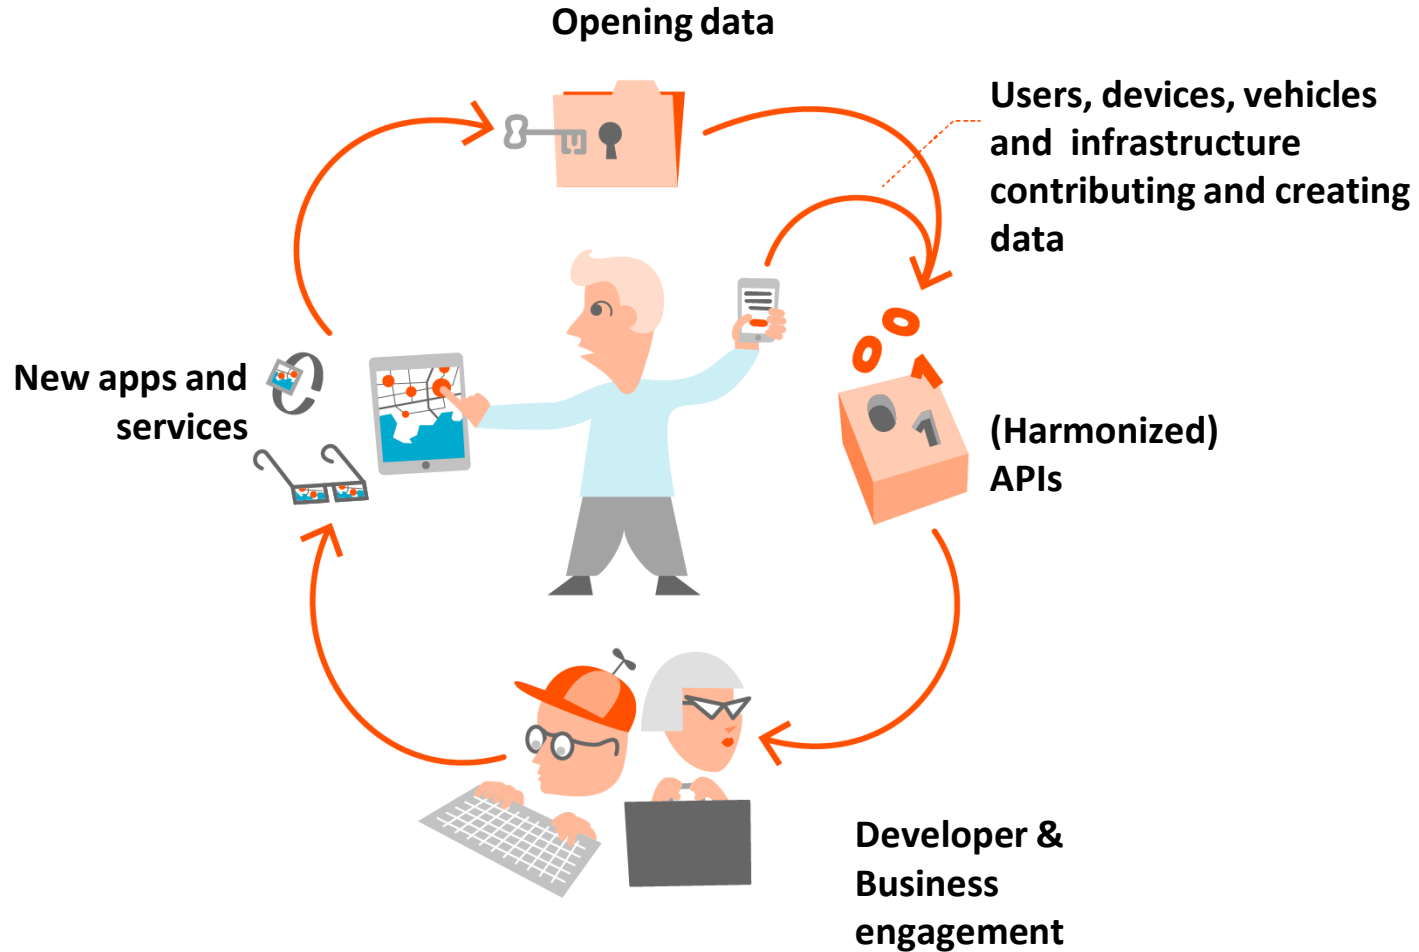 Opening data
Users, devices, vehicles
and  infrastructure
contributing and creating
data
New apps and
services
(Harmonized)
APIs
Developer &
Business
engagement